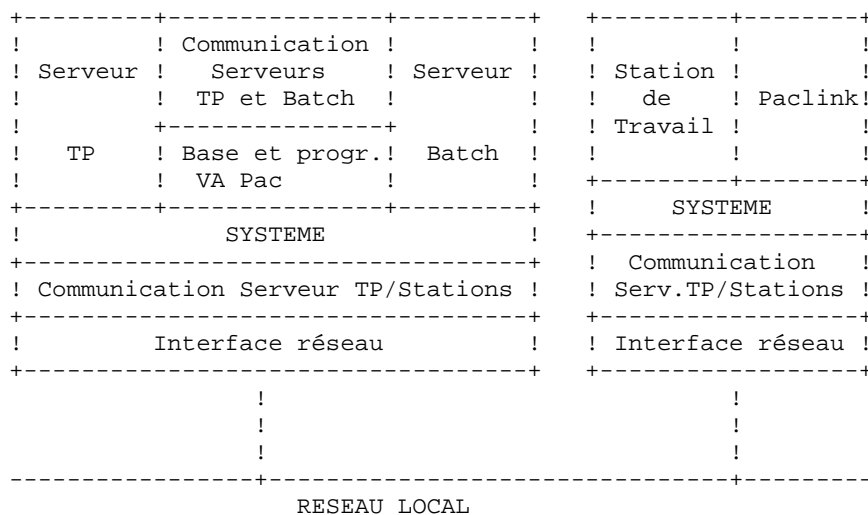 +---------+---------------+---------+   +---------+--------+
!         ! Communication !         !   !         !        !
! Serveur !   Serveurs    ! Serveur !   ! Station !        !
!         !  TP et Batch  !         !   !   de    ! Paclink!
!         +---------------+         !   ! Travail !        !
!   TP    ! Base et progr.!  Batch  !   !         !        !
!         !  VA Pac       !         !   +---------+--------+
+---------+---------------+---------+   !     SYSTEME      !
!             SYSTEME               !   +------------------+
+-----------------------------------+   !  Communication   !
! Communication Serveur TP/Stations !   ! Serv.TP/Stations !
+-----------------------------------+   +------------------+
!         Interface réseau          !   ! Interface réseau !
+-----------------------------------+   +------------------+
                 !                               !
                 !                               !
                 !                               !
-----------------+-------------------------------+---------
                    RESEAU LOCAL